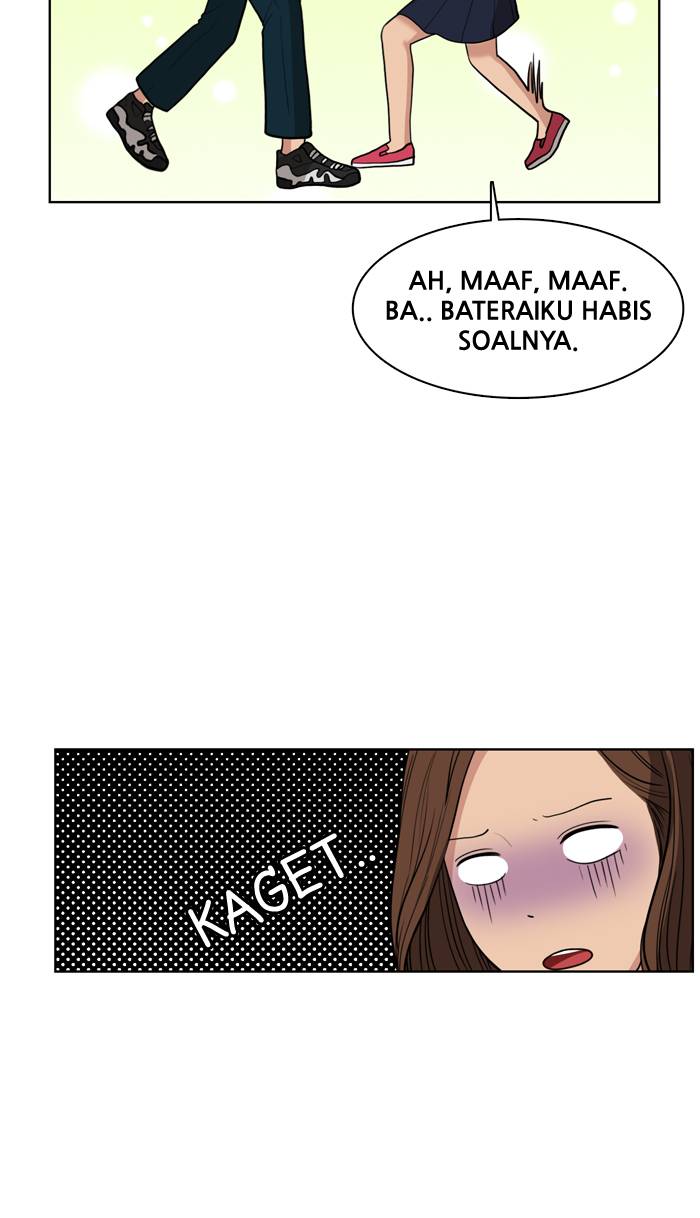 AH, MAAF, MAAF.
BA.. BATERAIKU HABIS
SOALNYA.
KAGET..